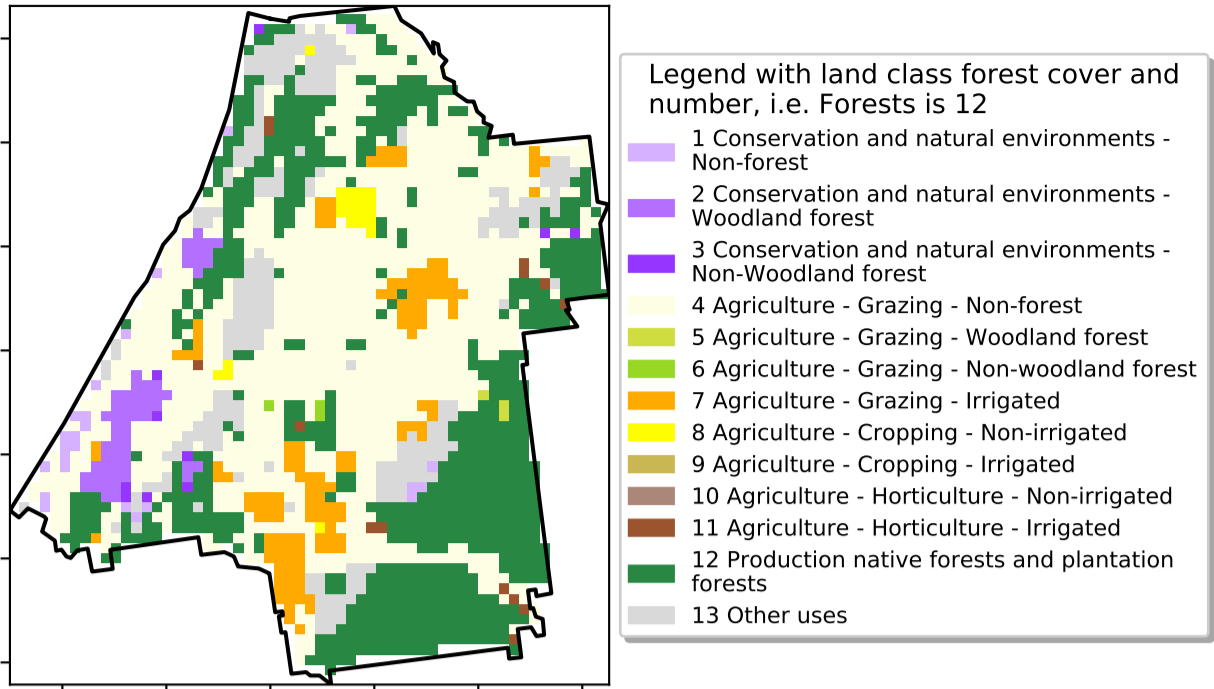 Legend with land class forest cover and
number, i.e. Forests is 12
1 Conservation and natural environments -
Non-forest
2 Conservation and natural environments -
Woodland forest
3 Conservation and natural environments -
Non-Woodland forest
4 Agriculture - Grazing - Non-forest
5 Agriculture - Grazing - Woodland forest
6 Agriculture - Grazing - Non-woodland forest
7 Agriculture - Grazing - Irrigated
8 Agriculture - Cropping - Non-irrigated
9 Agriculture - Cropping - Irrigated
10 Agriculture - Horticulture - Non-irrigated
11 Agriculture - Horticulture - Irrigated
12 Production native forests and plantation
forests
13 Other uses